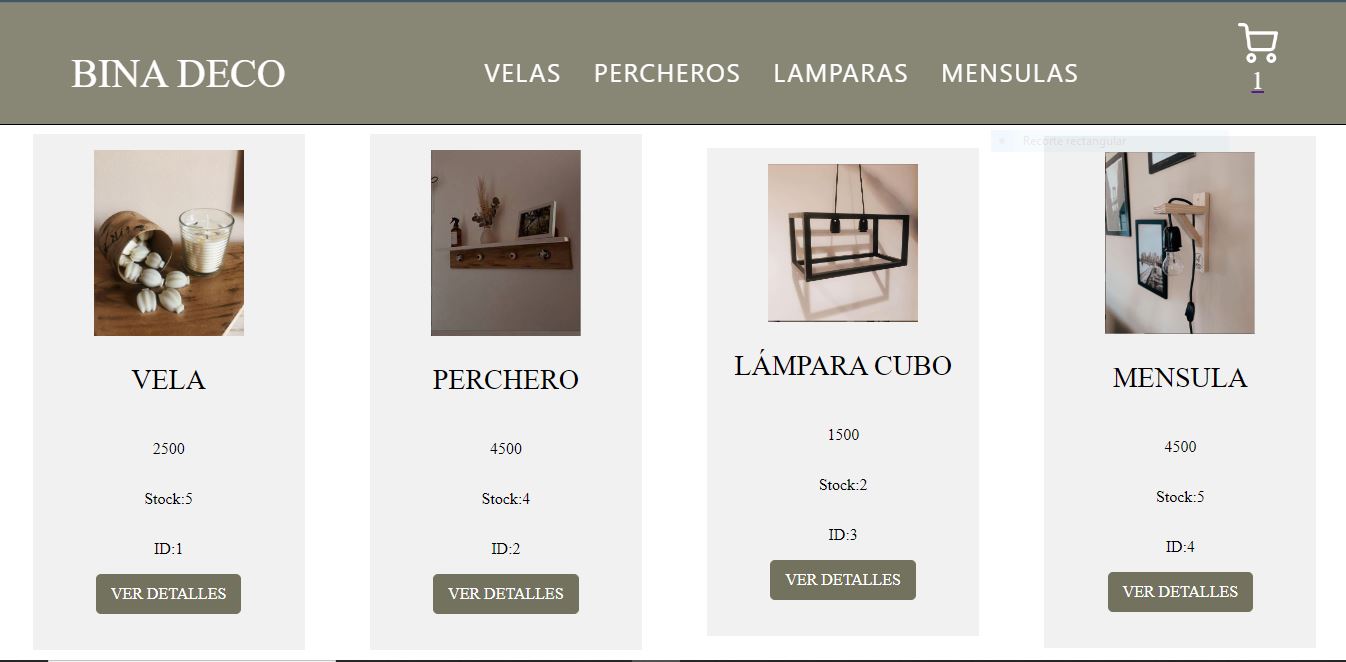 BINA DECO
VELAS
PERCHEROS
LAMPARAS
MENSULAS
1
Recorte rectangular
VELA
2500
Stock:5
ID:1
VER DETALLES
PERCHERO
4500
Stock:4
ID:2
VER DETALLES
LÁMPARA CUBO
1500
Stock:2
ID:3
VER DETALLES
MENSULA
4500
Stock:5
ID:4
VER DETALLES